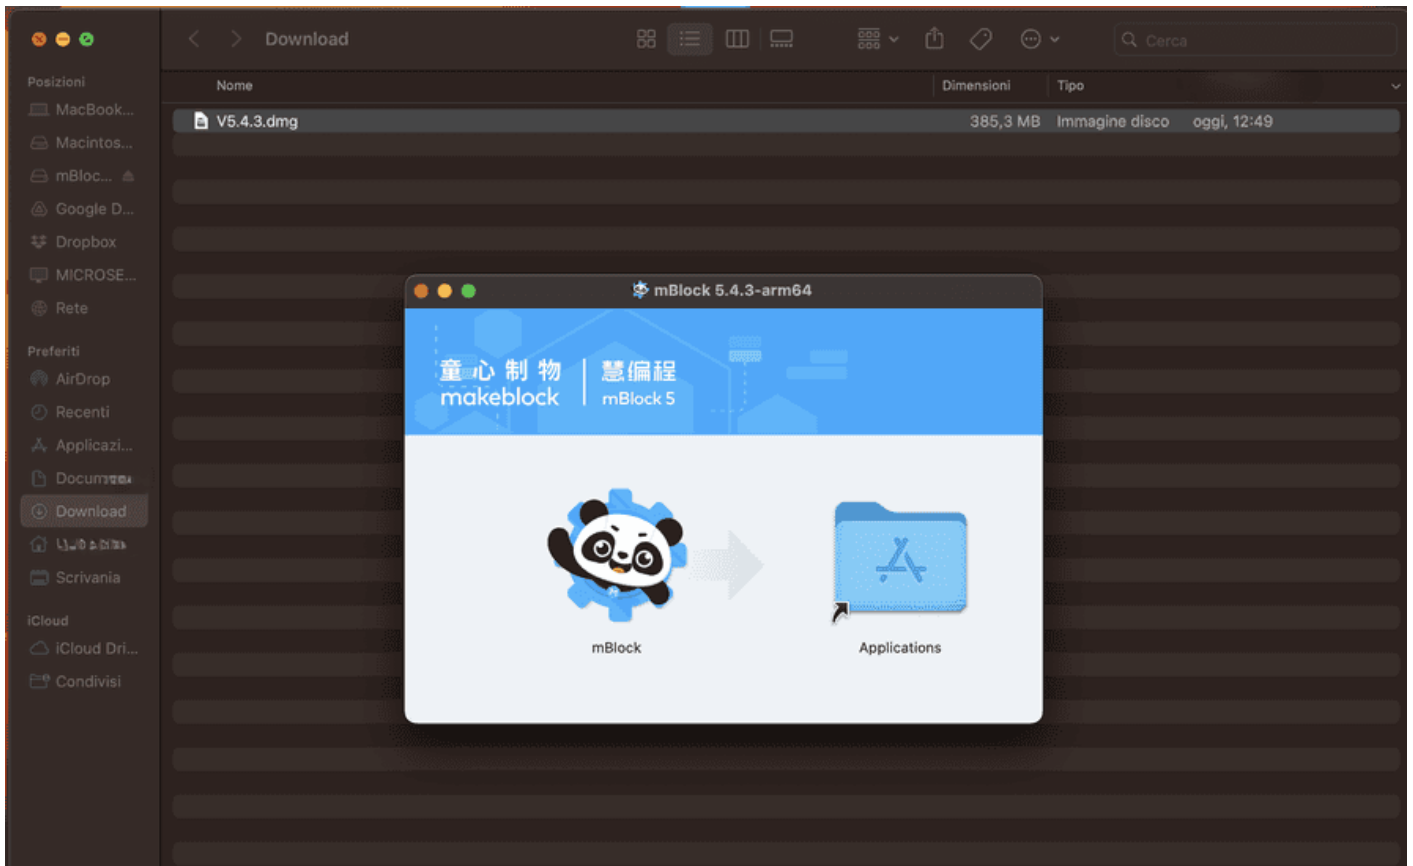 Download
Cerca
Posizioni
MacBook...
Macintos...
mBloc...
Google D...
Dropbox
MICROSE...
Rete
Preferiti
AirDrop
Recenti
Applicazi...
Download
Scrivania
iCloud
iCloud Dri...
Condivisi
Nome
Dimensioni
Tipo
V5.4.3.dmg
385,3 MB
Immagine disco
oggi, 12:49
mBlock 5.4.3-arm64
童心制物
makeblock
慧编程
mBlock 5
mBlock
Applications